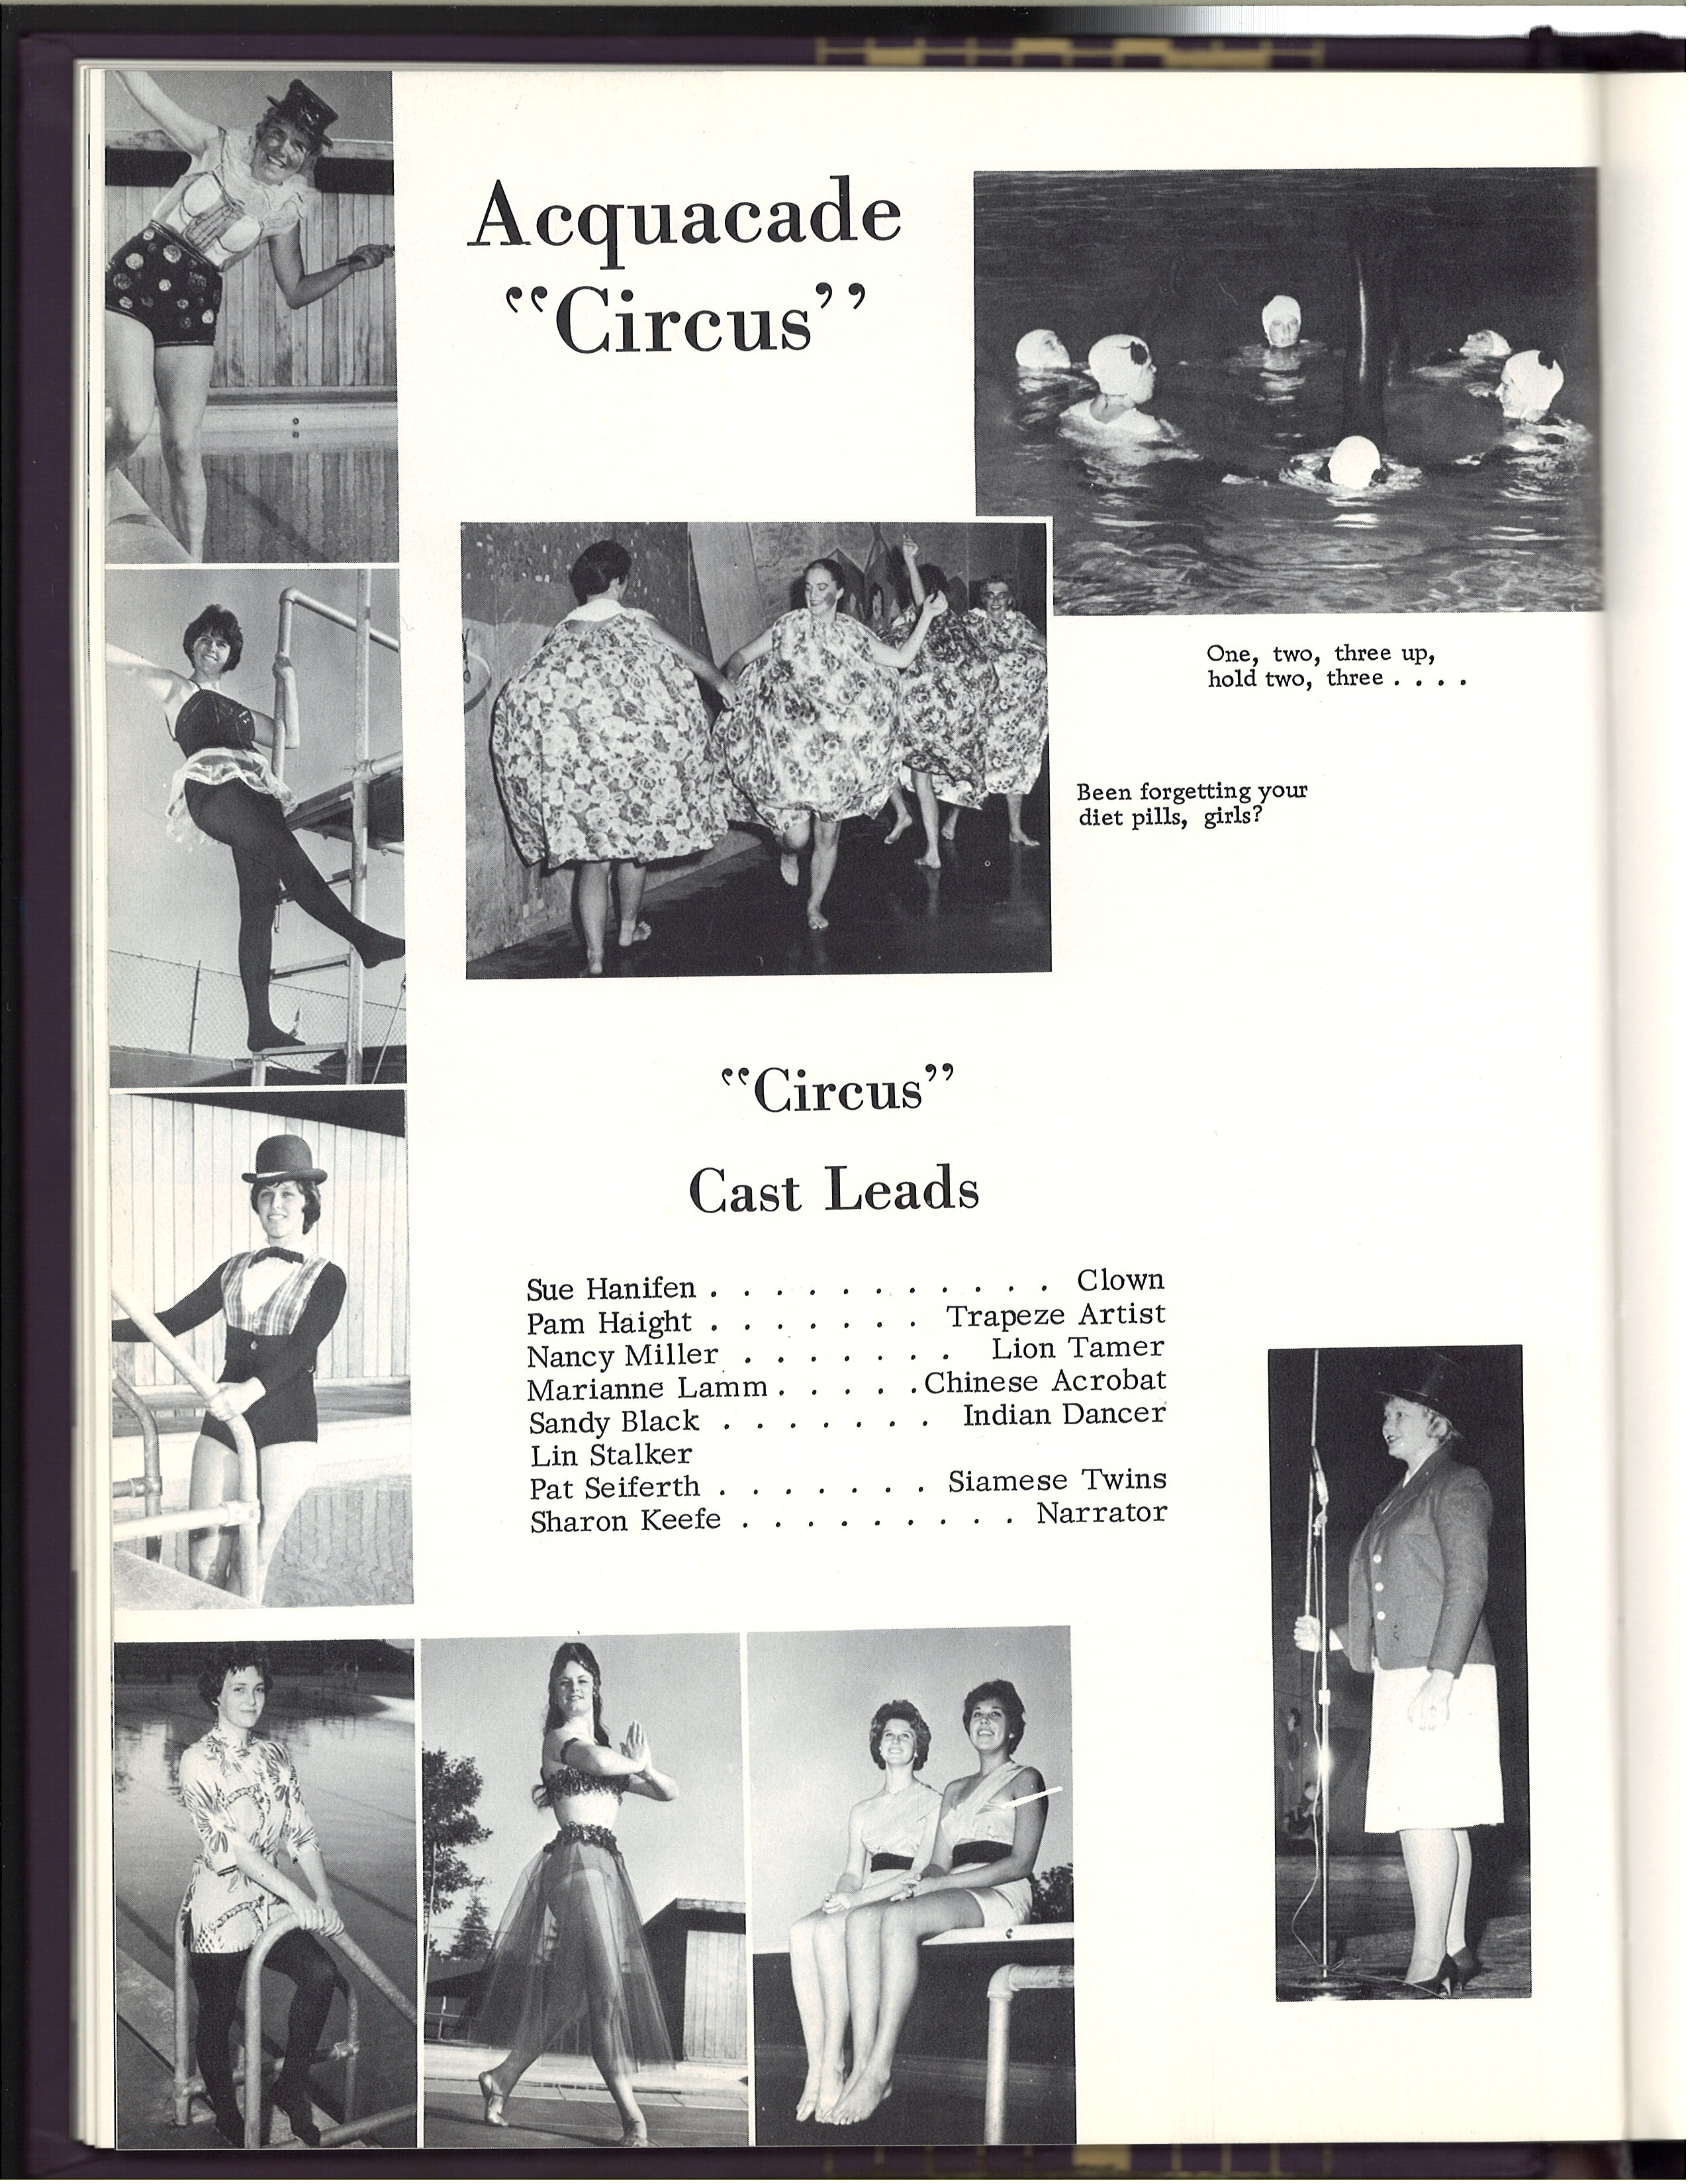 Acquacade
“Circus”
One, two, three up,
hold two, three . . . .
Been forgetting your
diet pills, girls?
“Circus”
Cast Leads
Sue Hanifen . . . . . . . . . . . Clown
Pam Haight . . . . . . . Trapeze Artist
Nancy Miller . . . . . . . Lion Tamer
Marianne Lamm . . . . . Chinese Acrobat
Sandy Black . . . . . . . Indian Dancer
Lin Stalker
Pat Seiferth . . . . . . . Siamese Twins
Sharon Keefe . . . . . . . . . Narrator